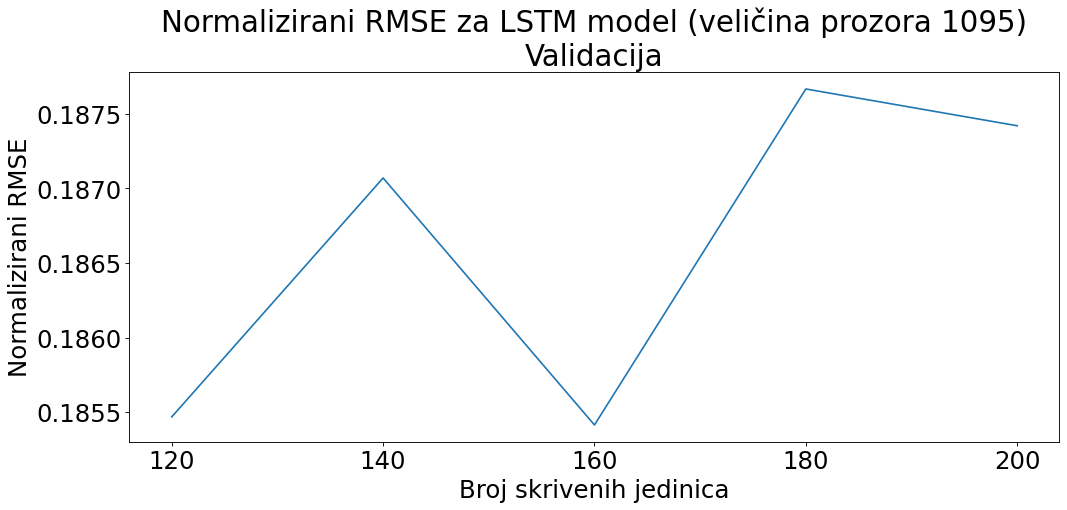 Normalizirani RMSE za LSTM model (veličina prozora 1095)
Validacija
Normalizirani RMSE
0.1875
0.1870
0.1865
0.1860
0.1855
120 140 160 180 200
Broj skrivenih jedinica